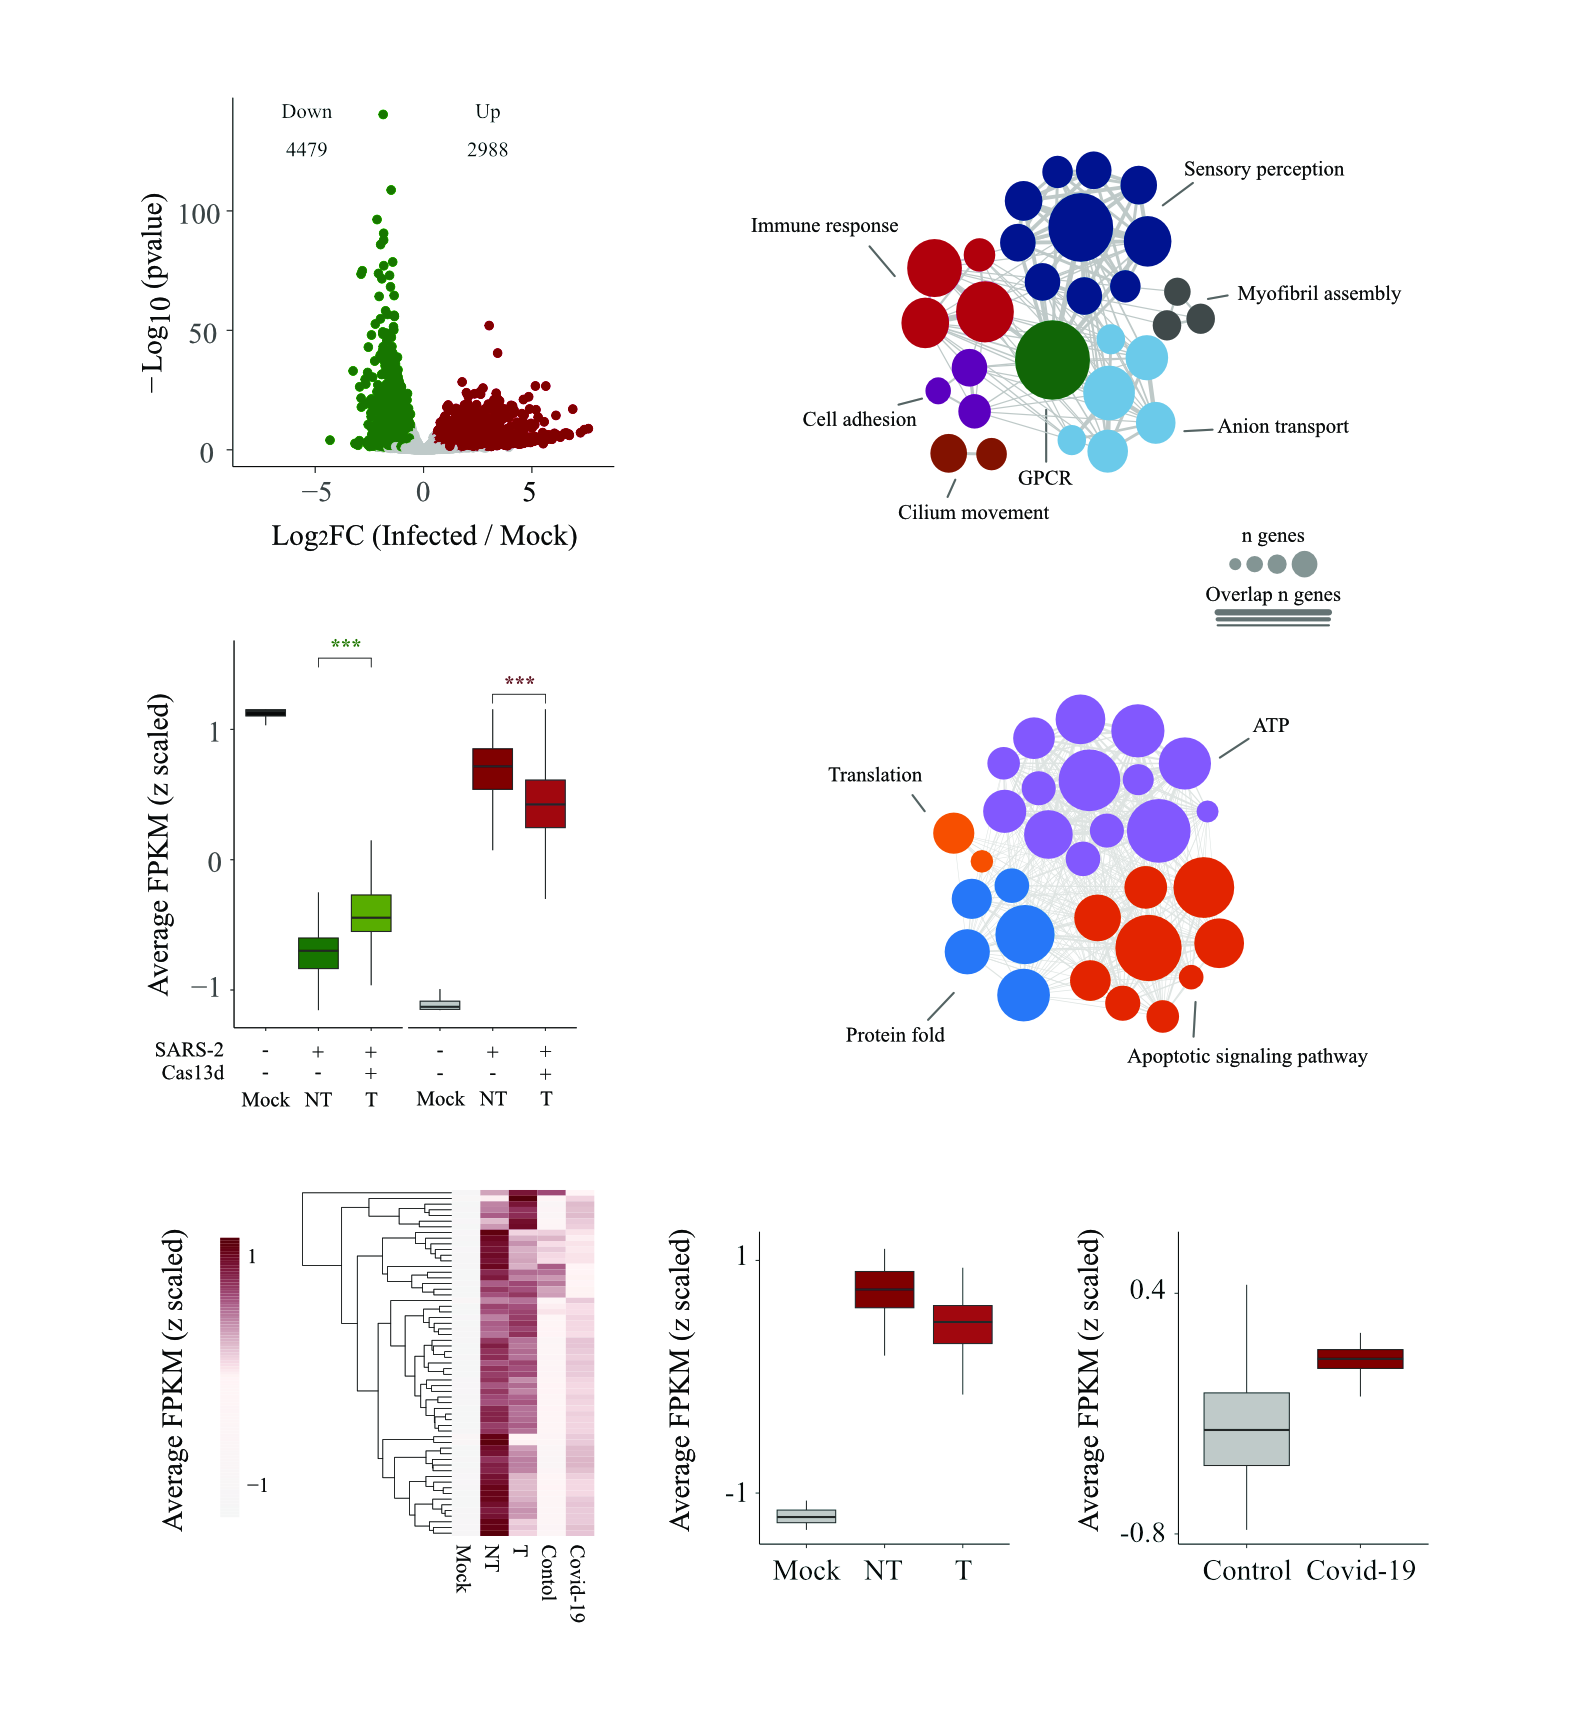 Down
Up
4479
2988
100
50
0
−Log10 (pvalue)
−5
0
5
Log2FC (Infected / Mock)
Sensory perception
Immune response
Myofibril assembly
Cell adhesion
Anion transport
GPCR
Cilium movement
n genes
Overlap n genes
***
***
1
0
−1
Average FPKM (z scaled)
SARS-2 - + + - + +
Cas13d - - + - - +
Mock NT T Mock NT T
ATP
Translation
Protein fold
Apoptotic signaling pathway
Average FPKM (z scaled)
1
−1
Mock
NT
T
Contol
Covid-19
Average FPKM (z scaled)
1
-1
Mock NT T
Average FPKM (z scaled)
0.4
-0.8
Control Covid-19